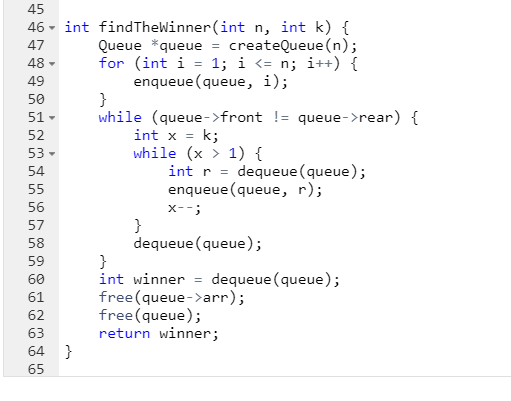 45
46 int findTheWinner(int n, int k) {
47     Queue *queue = createQueue(n);
48     for (int i = 1; i <= n; i++) {
49         enqueue(queue, i);
50     }
51     while (queue->front != queue->rear) {
52         int x = k;
53         while (x > 1) {
54             int r = dequeue(queue);
55             enqueue(queue, r);
56             x--;
57         }
58         dequeue(queue);
59     }
60     int winner = dequeue(queue);
61     free(queue->arr);
62     free(queue);
63     return winner;
64 }
65